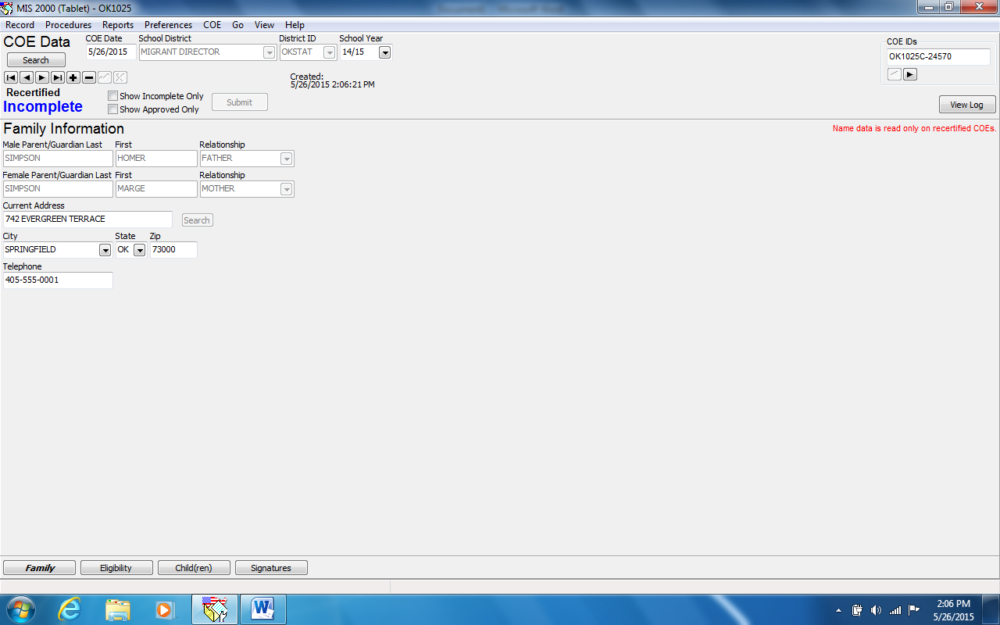 MIS 2000 (Tablet) - OK1025
Record Procedures Reports Preferences COE Go View Help
COE Data
COE Date School District District ID School Year
5/26/2015 MIGRANT DIRECTOR OKSTAT 14/15
Search
COE IDs
OK1025C-24570
Created:
5/26/2015 2:06:21 PM
Recertified
Incomplete
Show Incomplete Only
Show Approved Only
Submit
View Log
Family Information
Name data is read only on recertified COEs.
Male Parent/Guardian Last First Relationship
SIMPSON HOMER FATHER
Female Parent/Guardian Last First Relationship
SIMPSON MARGE MOTHER
Current Address
742 EVERGREEN TERRACE Search
City State Zip
SPRINGFIELD OK 73000
Telephone
405-555-0001
Family Eligibility Child(ren) Signatures
2:06 PM
5/26/2015